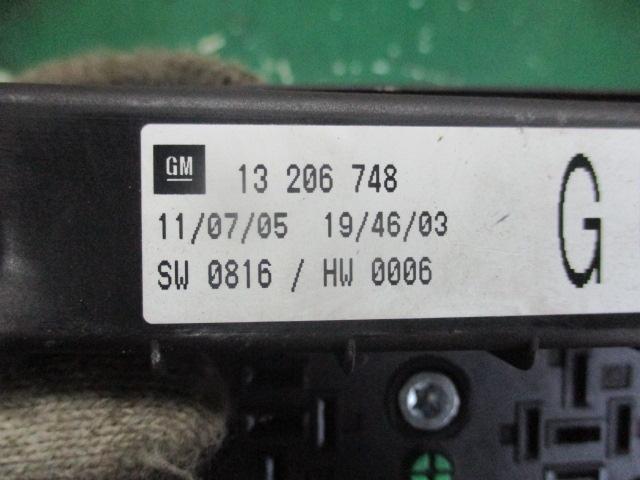 GM 13 206 748
11/07/05 19/46/03
SW 0816 / HW 0006
G